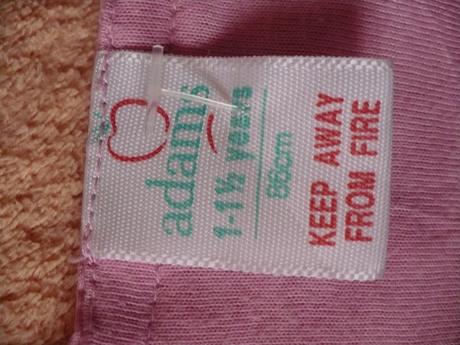 adams
1-1½ years
86cm
KEEP AWAY
FROM FIRE